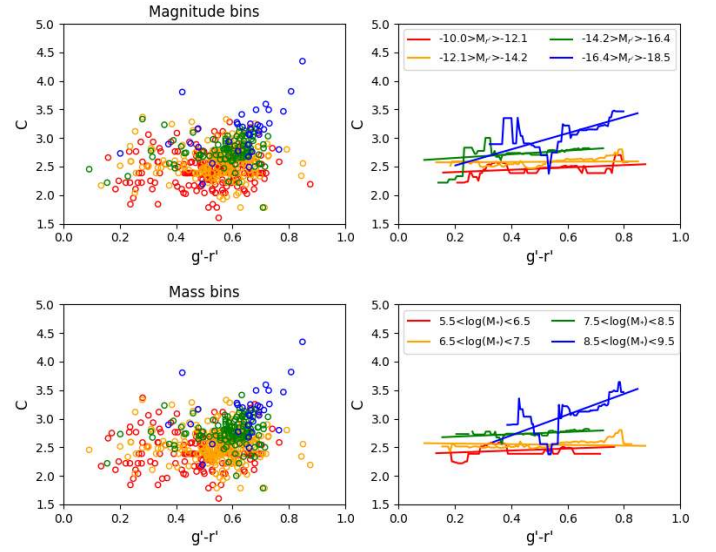 Magnitude bins
5.0
4.5
4.0
3.5
3.0
2.5
2.0
1.5
C
0.0 0.2 0.4 0.6 0.8 1.0
g'-r'
-10.0>Mr'>-12.1 -14.2>Mr'>-16.4
-12.1>Mr'>-14.2 -16.4>Mr'>-18.5
5.0
4.5
4.0
3.5
3.0
2.5
2.0
1.5
C
0.0 0.2 0.4 0.6 0.8 1.0
g'-r'
Mass bins
5.0
4.5
4.0
3.5
3.0
2.5
2.0
1.5
C
0.0 0.2 0.4 0.6 0.8 1.0
g'-r'
5.5<log(M*)<6.5 7.5<log(M*)<8.5
6.5<log(M*)<7.5 8.5<log(M*)<9.5
5.0
4.5
4.0
3.5
3.0
2.5
2.0
1.5
C
0.0 0.2 0.4 0.6 0.8 1.0
g'-r'